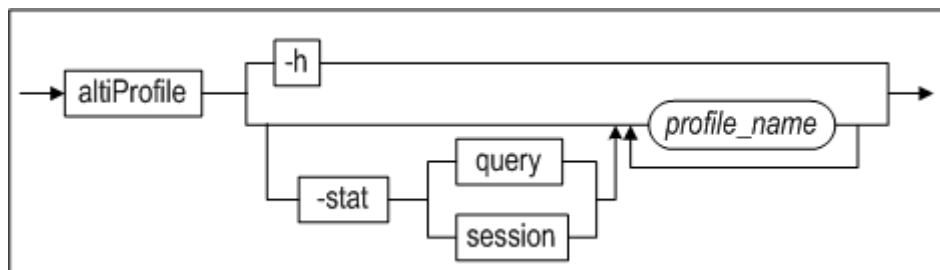 -h
altiProfile
profile_name
query
-stat
session